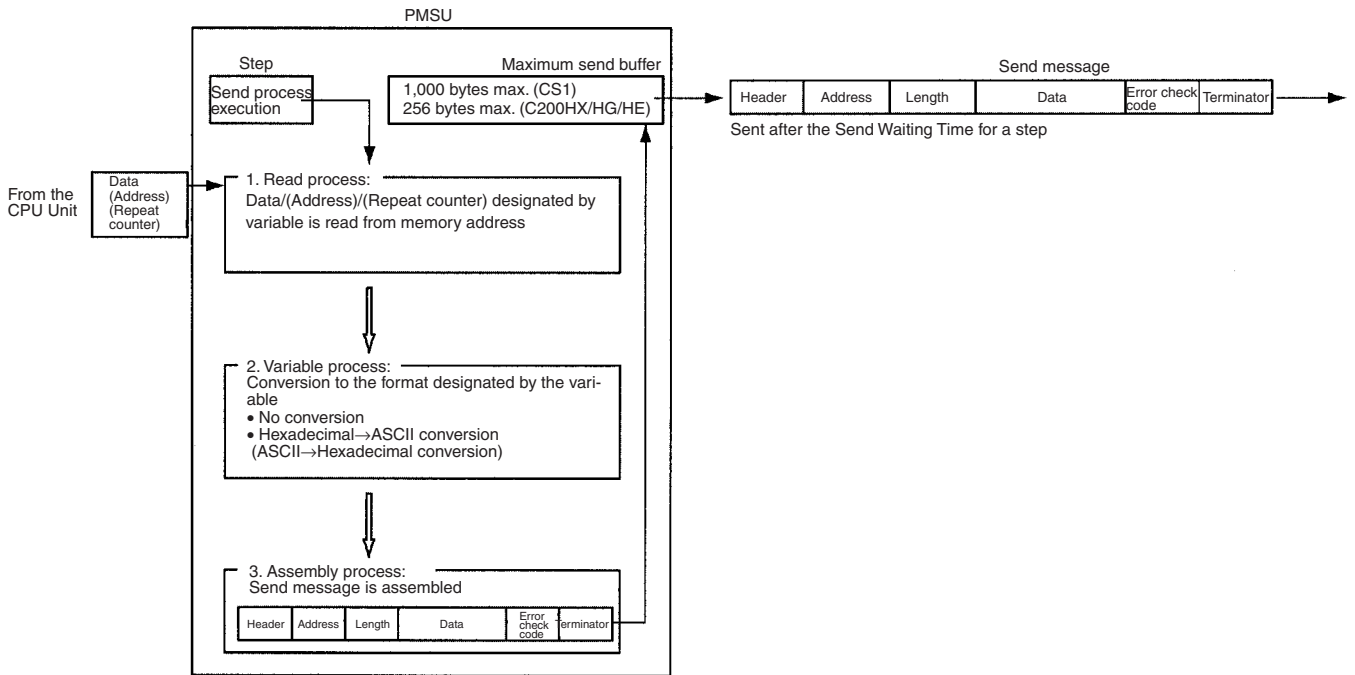 PMSU
Step
Send process
execution
Maximum send buffer
1,000 bytes max. (CS1)
256 bytes max. (C200HX/HG/HE)
Send message
Header
Address
Length
Data
Error check
code
Terminator
Sent after the Send Waiting Time for a step
From the
CPU Unit
Data
(Address)
(Repeat
counter)
1. Read process:
Data/(Address)/(Repeat counter) designated by
variable is read from memory address
2. Variable process:
Conversion to the format designated by the vari-
able
• No conversion
• Hexadecimal→ASCII conversion
(ASCII→Hexadecimal conversion)
3. Assembly process:
Send message is assembled
Header
Address
Length
Data
Error
check
code
Terminator